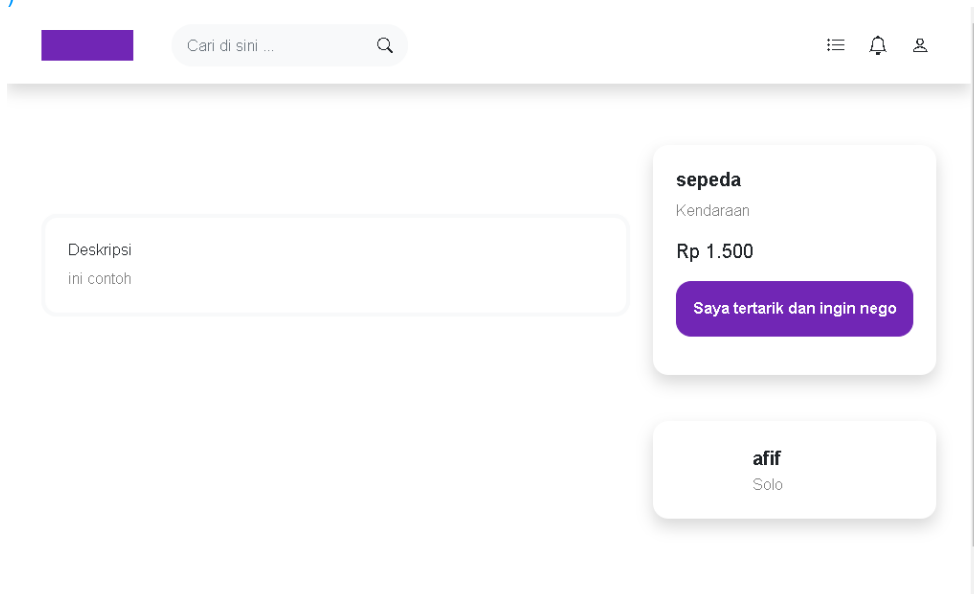 Cari di sini ...
sepeda
Kendaraan
Rp 1.500
Saya tertarik dan ingin nego
Deskripsi
ini contoh
afif
Solo